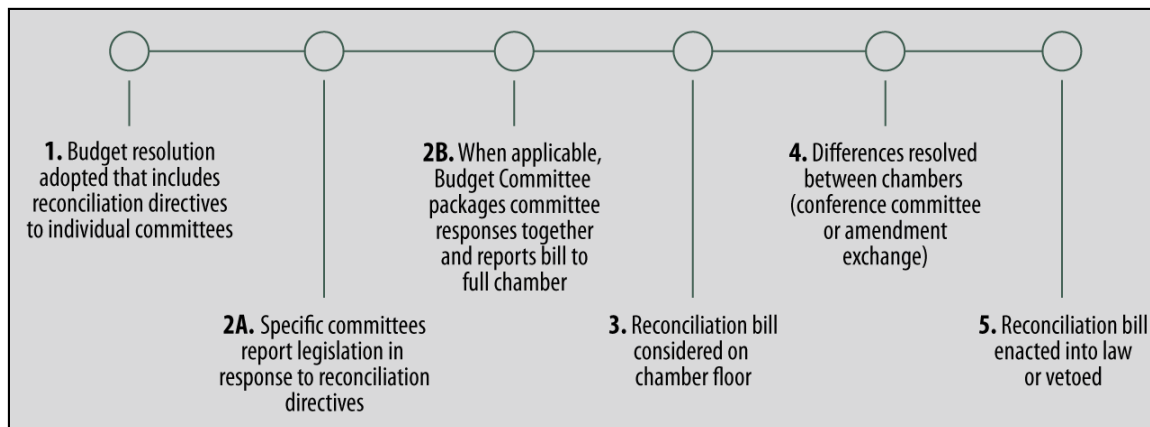 1. Budget resolution
adopted that includes
reconciliation directives
to individual committees
2A. Specific committees
report legislation in
response to reconciliation
directives
2B. When applicable,
Budget Committee
packages committee
responses together
and reports bill to
full chamber
3. Reconciliation bill
considered on
chamber floor
4. Differences resolved
between chambers
(conference committee
or amendment
exchange)
5. Reconciliation bill
enacted into law
or vetoed